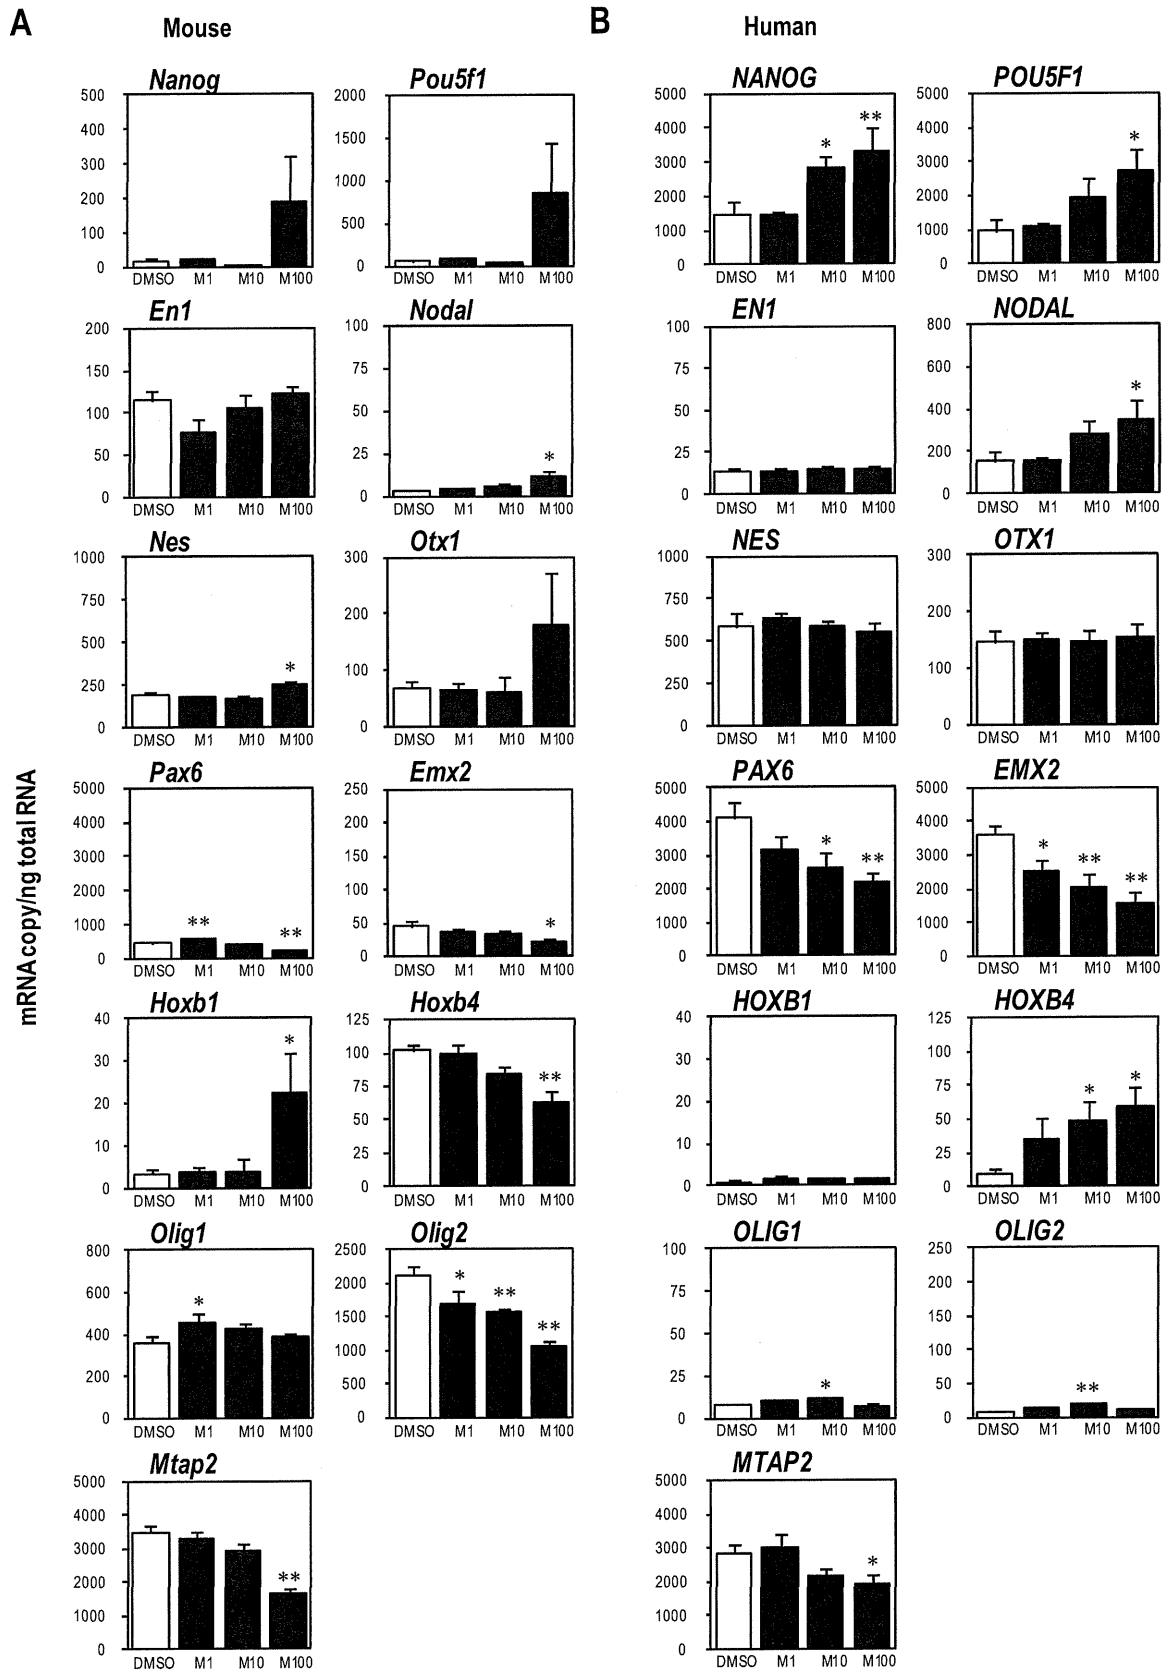 A Mouse B Human
Nanog Pou5f1 NANOG POU5F1
500 2000 5000 5000
400 1500 4000 4000
300 1000 3000 3000
200 500 2000 2000
100 0 1000 1000
0 0 0
* ** *
DMSO M1 M10 M100 DMSO M1 M10 M100 DMSO M1 M10 M100 DMSO M1 M10 M100
En1 Nodal EN1 NODAL
200 100 100 800
150 75 75 600
100 50 50 400
50 25 25 200
0 0 0 0
* *
DMSO M1 M10 M100 DMSO M1 M10 M100 DMSO M1 M10 M100 DMSO M1 M10 M100
Nes Otx1 NES OTX1
1000 300 1000 300
750 200 750 200
500 100 500 100
250 0 250 0
0 0
*
DMSO M1 M10 M100 DMSO M1 M10 M100 DMSO M1 M10 M100 DMSO M1 M10 M100
mRNA copy/ng total RNA
Pax6 Emx2 PAX6 EMX2
5000 250 5000 5000
4000 200 4000 4000
3000 150 3000 3000
2000 100 2000 2000
1000 50 1000 1000
0 0 0 0
** ** * * ** * ** **
DMSO M1 M10 M100 DMSO M1 M10 M100 DMSO M1 M10 M100 DMSO M1 M10 M100
Hoxb1 Hoxb4 HOXB1 HOXB4
40 125 40 125
30 100 30 100
20 75 20 75
10 50 10 50
0 25 0 25
0 0
* ** * *
DMSO M1 M10 M100 DMSO M1 M10 M100 DMSO M1 M10 M100 DMSO M1 M10 M100
Olig1 Olig2 OLIG1 OLIG2
800 2500 100 250
600 2000 75 200
400 1500 50 150
200 1000 25 100
0 500 0 50
0 0
* * ** ** * **
DMSO M1 M10 M100 DMSO M1 M10 M100 DMSO M1 M10 M100 DMSO M1 M10 M100
Mtap2 MTAP2
5000 5000
4000 4000
3000 3000
2000 2000
1000 1000
0 0
** *
DMSO M1 M10 M100 DMSO M1 M10 M100